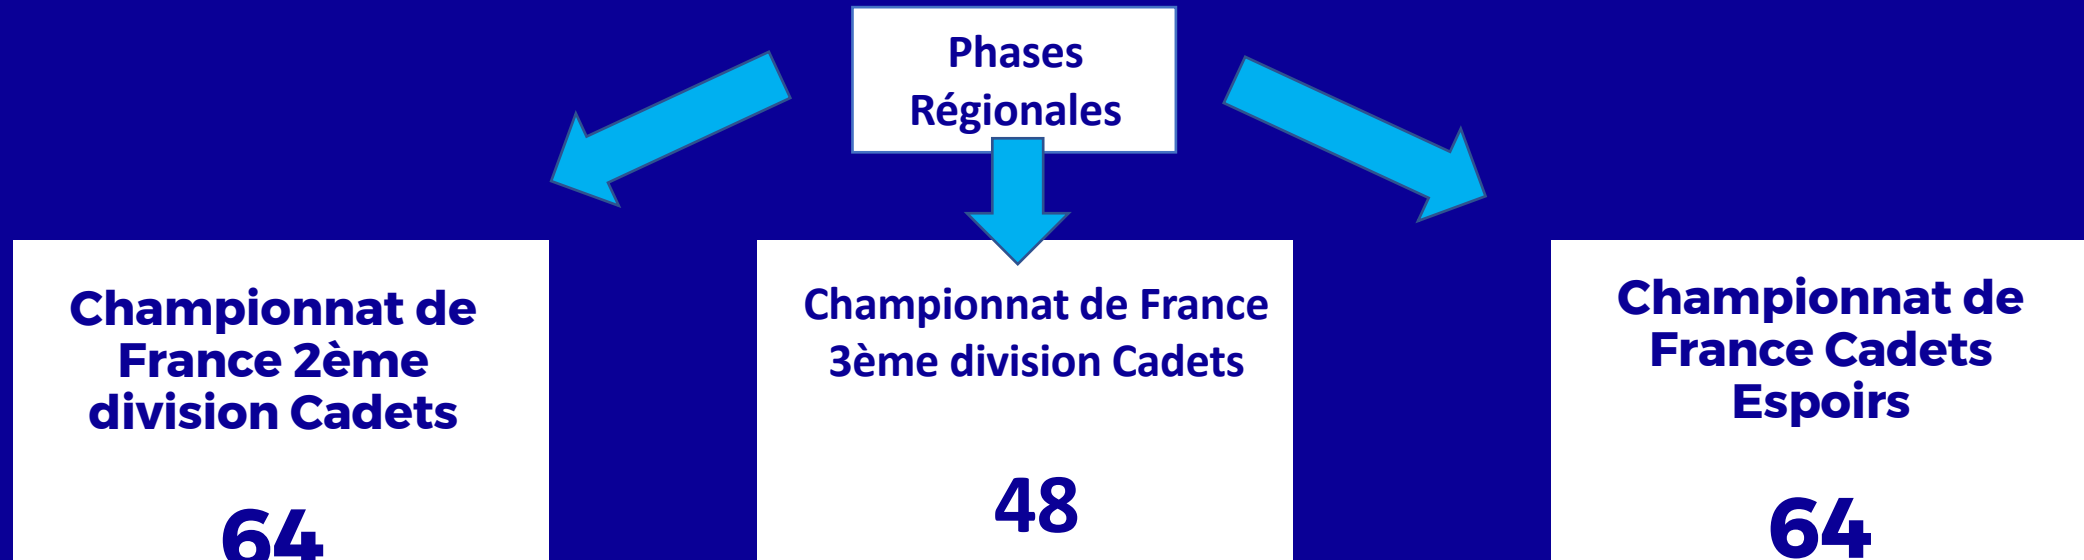 Phases
Régionales
Championnat de
France 2ème
division Cadets
64
Championnat de France
3ème division Cadets
48
Championnat de
France Cadets
Espoirs
64